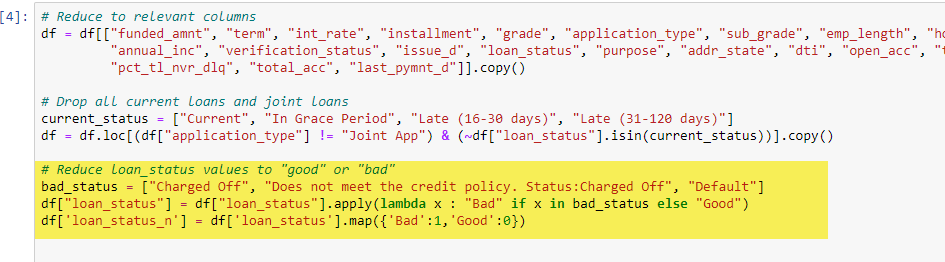 [4]: # Reduce to relevant columns
df = df[["funded_amnt", "term", "int_rate", "installment", "grade", "application_type", "sub_grade", "emp_length",
"annual_inc", "verification_status", "issue_d", "loan_status", "purpose", "addr_state", "dti", "open_acc",
"pct_tl_nvr_dlq", "total_acc", "last_pymnt_d"]].copy()
# Drop all current loans and joint loans
current_status = ["Current", "In Grace Period", "Late (16-30 days)", "Late (31-120 days)"]
df = df.loc[(df["application_type"] != "Joint App") & (~df["loan_status"].isin(current_status))].copy()
# Reduce loan_status values to "good" or "bad"
bad_status = ["Charged Off", "Does not meet the credit policy. Status:Charged Off", "Default"]
df["loan_status"] = df["loan_status"].apply(lambda x : "Bad" if x in bad_status else "Good")
df['loan_status_n'] = df['loan_status'].map({'Bad':1,'Good':0})